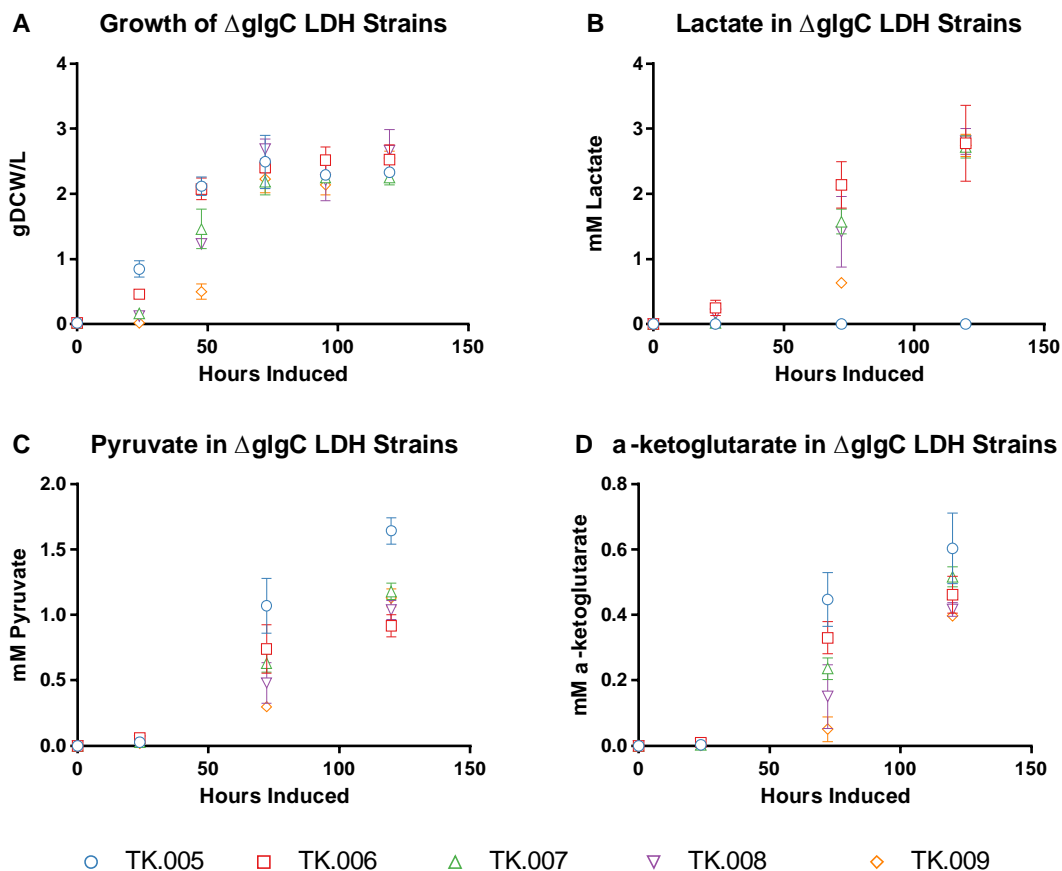 A Growth of ΔglgC LDH Strains
gDCW/L
4
3
2
1
0
0 50 100 150
Hours Induced
B Lactate in ΔglgC LDH Strains
mM Lactate
4
3
2
1
0
0 50 100 150
Hours Induced
C Pyruvate in ΔglgC LDH Strains
mM Pyruvate
2.0
1.5
1.0
0.5
0.0
0 50 100 150
Hours Induced
D a-ketoglutarate in ΔglgC LDH Strains
mM a-ketoglutarate
0.8
0.6
0.4
0.2
0.0
0 50 100 150
Hours Induced
TK.005 TK.006 TK.007 TK.008 TK.009